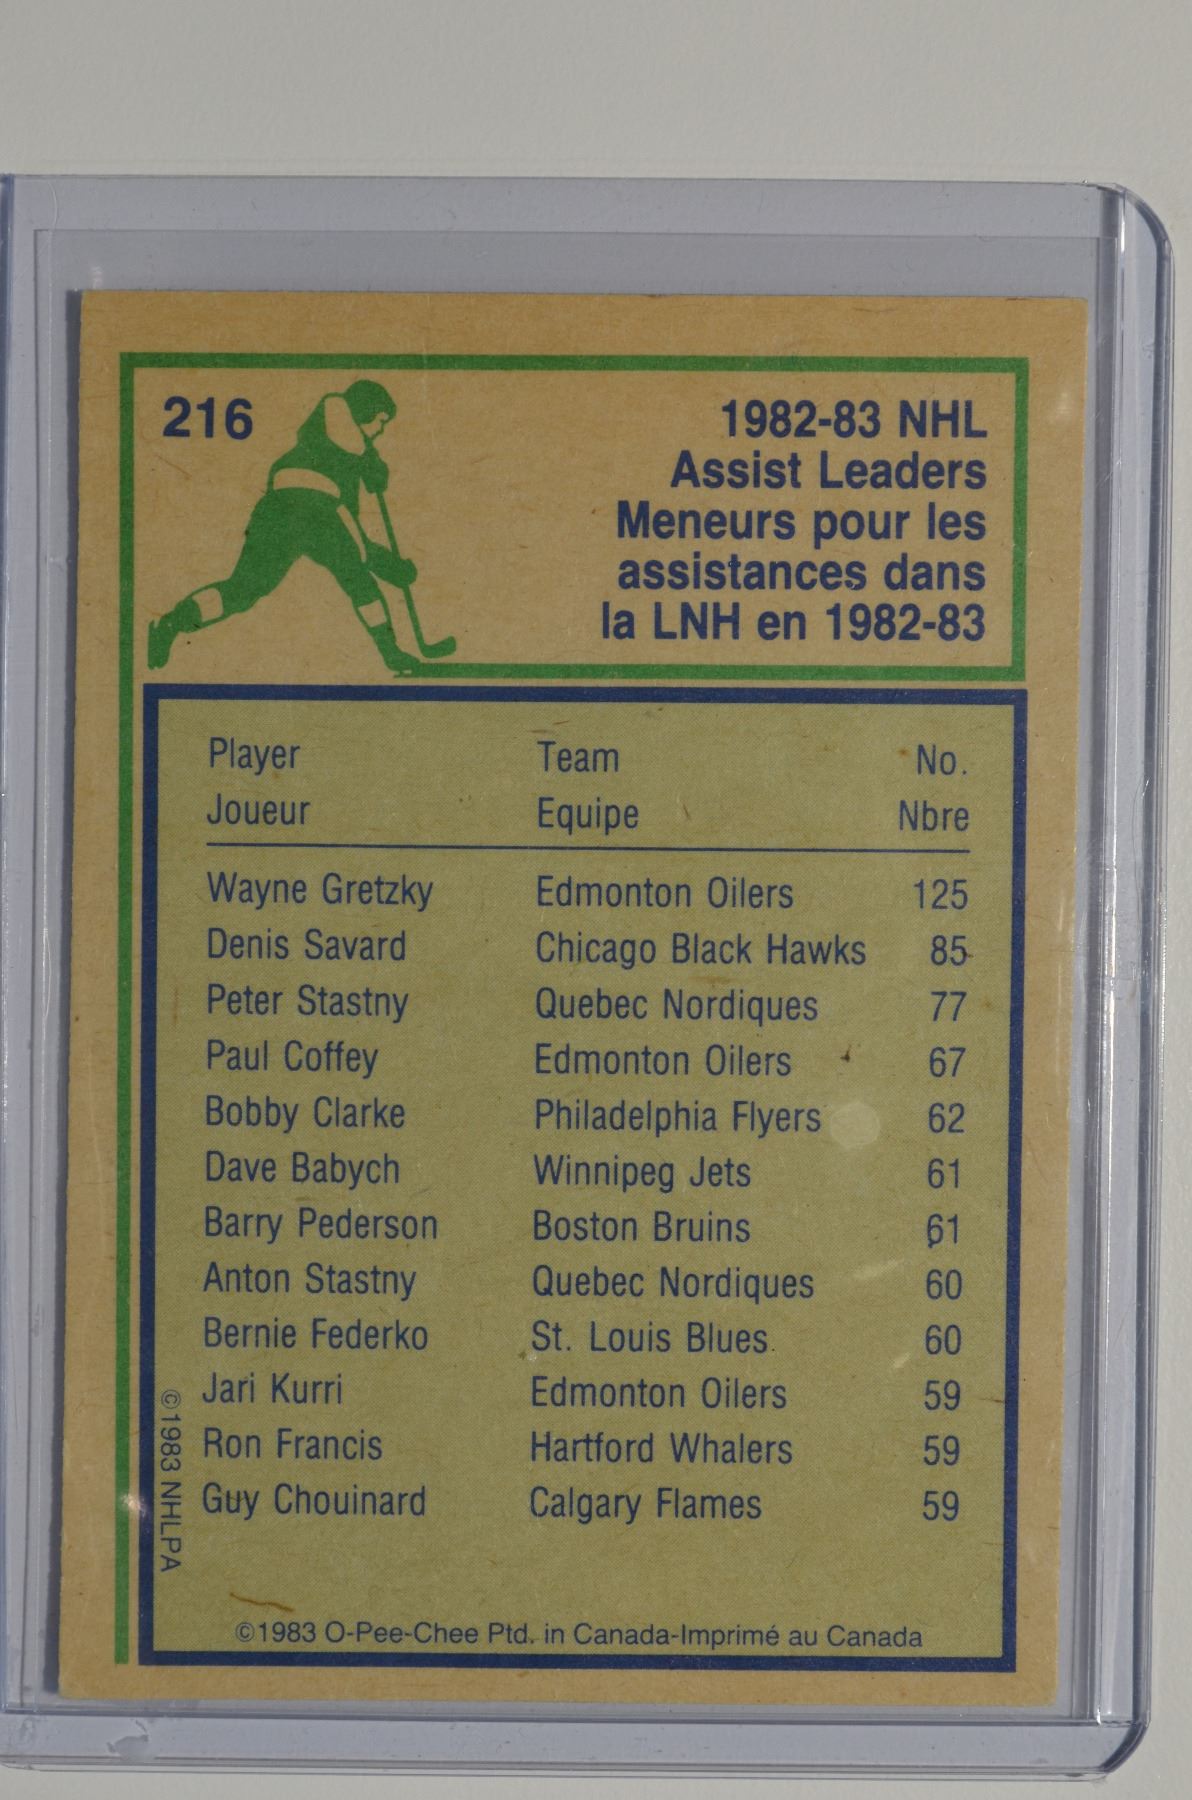 216
1982-83 NHL
Assist Leaders
Meneurs pour les
assistances dans
la LNH en 1982-83
Player Team No.
Joueur Equipe Nbre
Wayne Gretzky Edmonton Oilers 125
Denis Savard Chicago Black Hawks 85
Peter Stastny Quebec Nordiques 77
Paul Coffey Edmonton Oilers 67
Bobby Clarke Philadelphia Flyers 62
Dave Babych Winnipeg Jets 61
Barry Pederson Boston Bruins 61
Anton Stastny Quebec Nordiques 60
Bernie Federko St. Louis Blues 60
Jari Kurri Edmonton Oilers 59
Ron Francis Hartford Whalers 59
Guy Chouinard Calgary Flames 59
©1983 NHLPA
©1983 O-Pee-Chee Ptd. in Canada-Imprimé au Canada